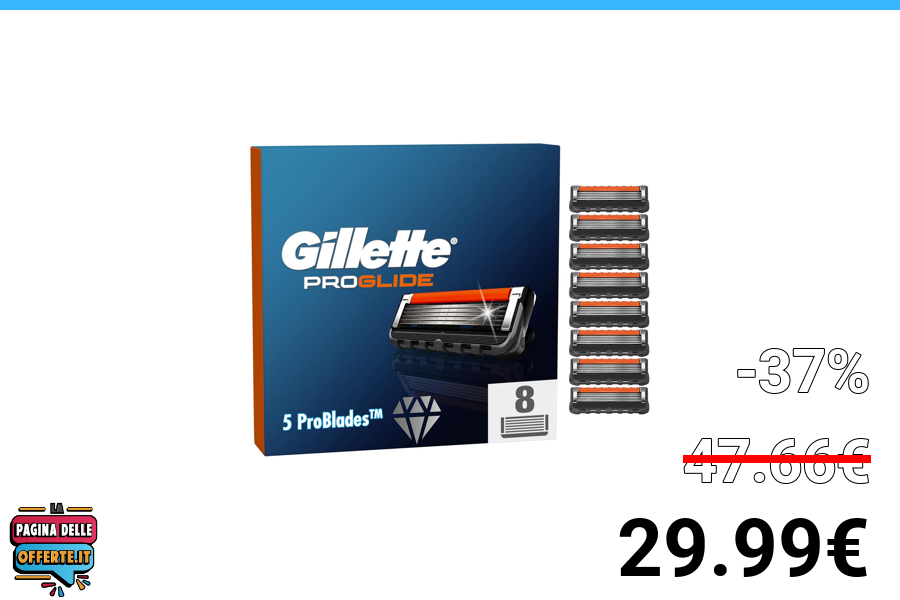 Gillette®
PROGLIDE
5 ProBlades™
8
-37%
47.66€
29.99€
LA
PAGINA DELLE
OFFERTE.IT